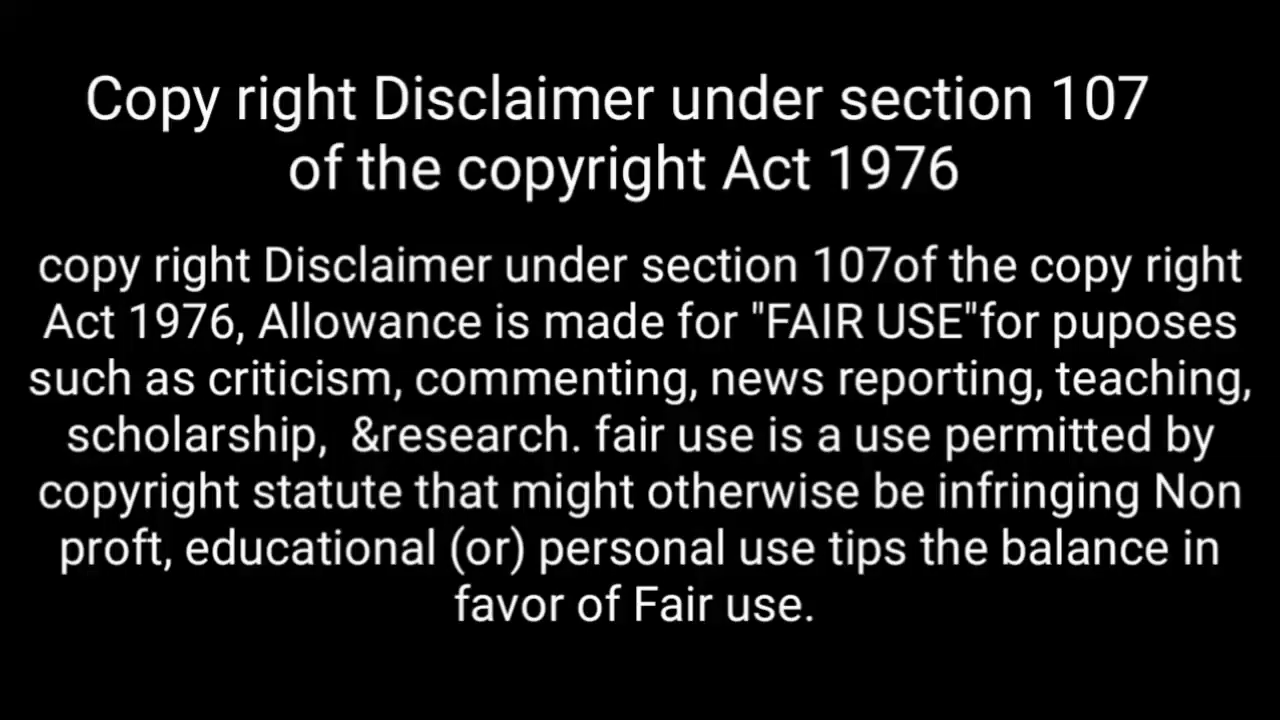 Copy right Disclaimer under section 107
of the copyright Act 1976
copy right Disclaimer under section 107of the copy right
Act 1976, Allowance is made for "FAIR USE"for puposes
such as criticism, commenting, news reporting, teaching,
scholarship,  &research. fair use is a use permitted by
copyright statute that might otherwise be infringing Non
proft, educational (or) personal use tips the balance in
favor of Fair use.